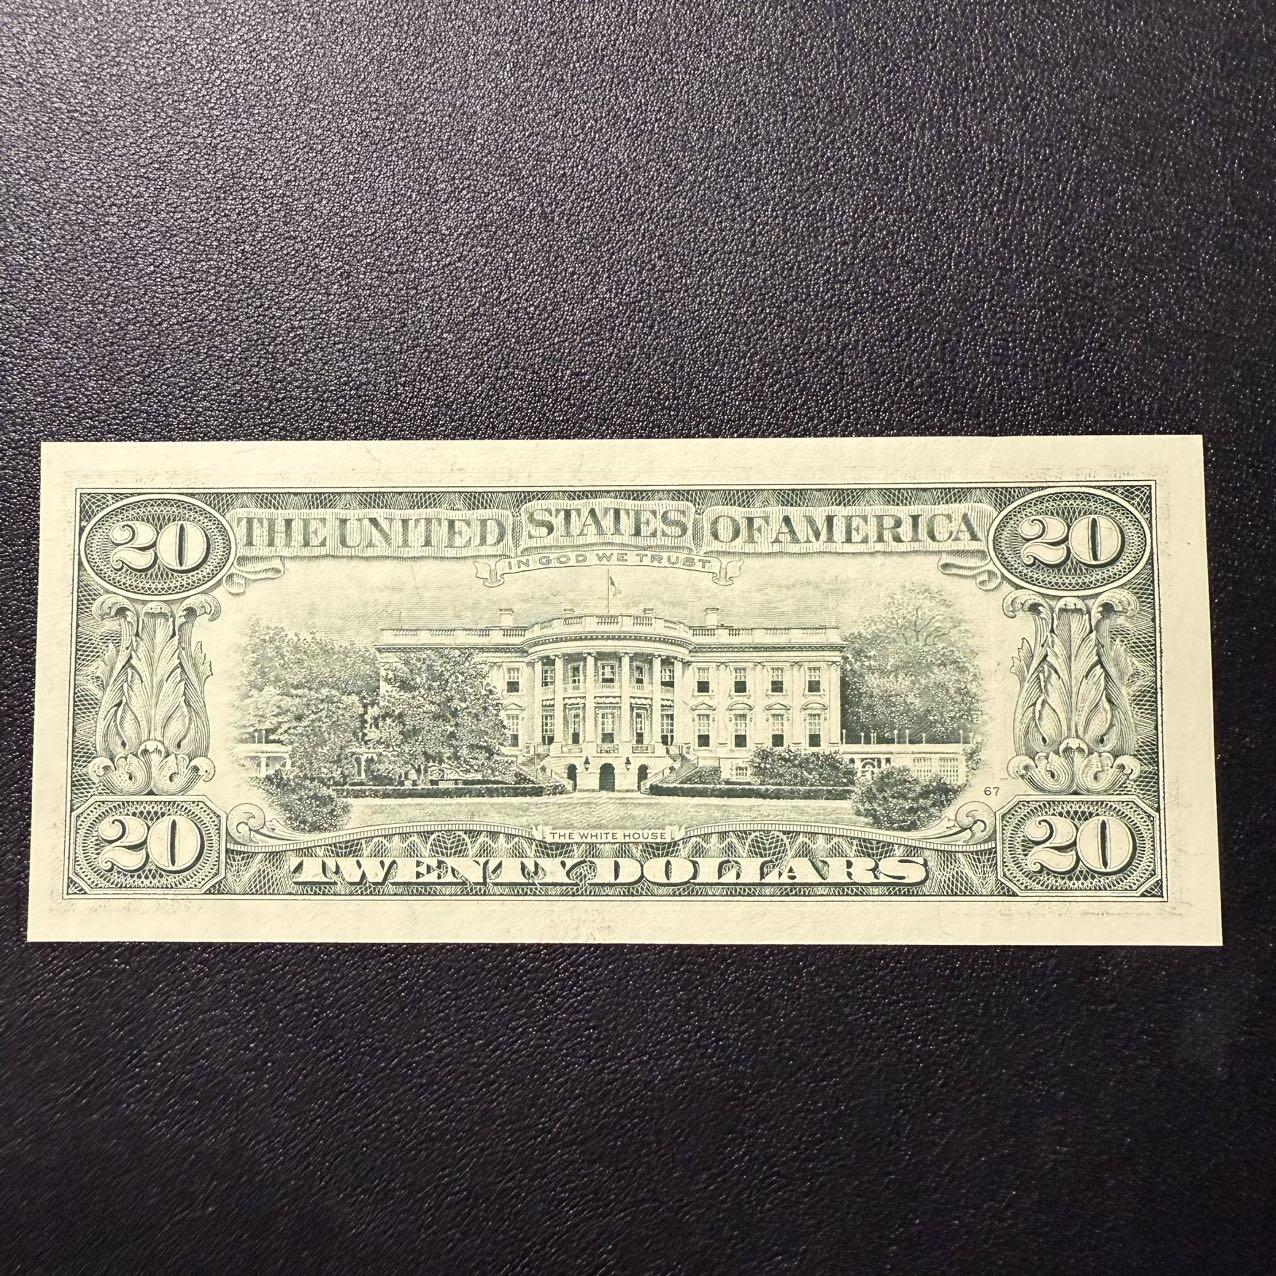 20 THE UNITED STATES OF AMERICA 20
IN GOD WE TRUST
67
THE WHITE HOUSE
20 TWENTY DOLLARS 20